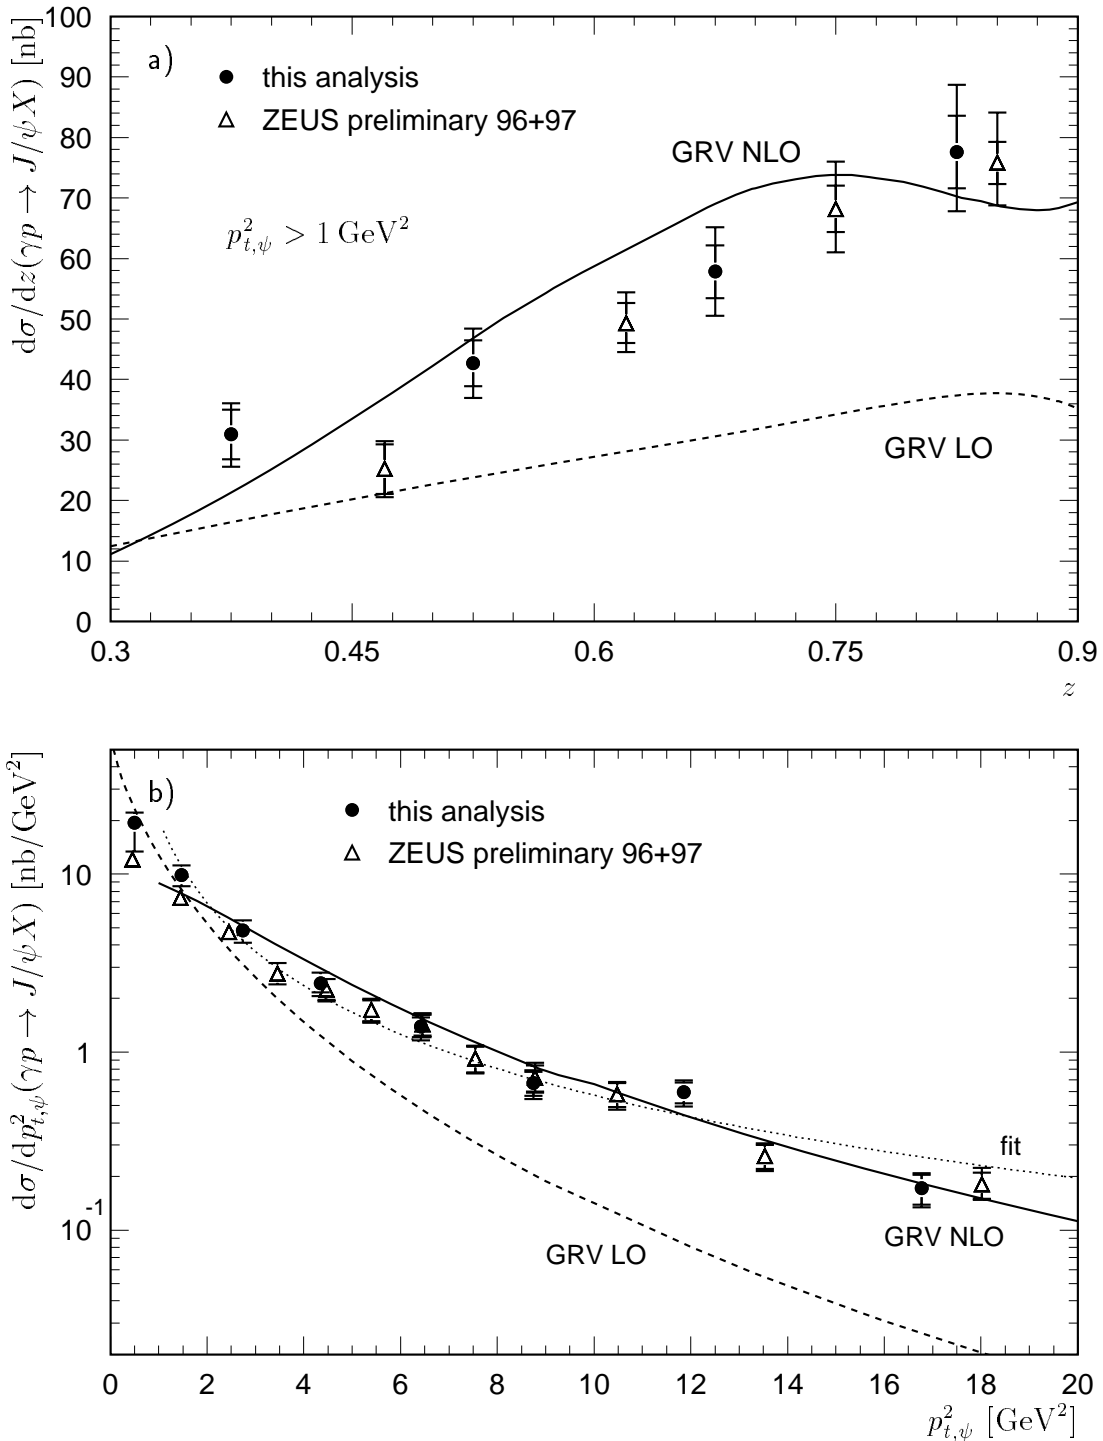 dσ/dz(γp → J/ψX) [nb]
100
90
80
70
60
50
40
30
20
10
0
a)
this analysis
ZEUS preliminary 96+97
GRV NLO
p²ₜ,ψ > 1 GeV²
GRV LO
0.3 0.45 0.6 0.75 0.9
z
dσ/dp²ₜ,ψ(γp → J/ψX) [nb/GeV²]
10
1
10⁻¹
b)
this analysis
ZEUS preliminary 96+97
fit
GRV NLO
GRV LO
0 2 4 6 8 10 12 14 16 18 20
p²ₜ,ψ [GeV²]